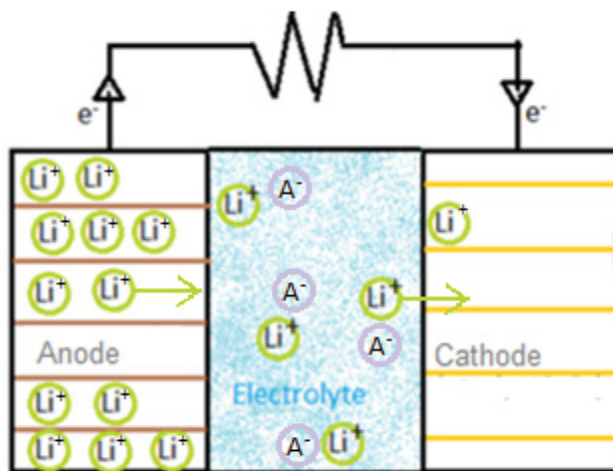 e⁻
e⁻
Li⁺ Li⁺
A⁻
Li⁺
Li⁺ Li⁺ Li⁺
Li⁺
Li⁺ Li⁺
A⁻
Li⁺
Li⁺
A⁻
Anode
Cathode
Li⁺ Li⁺
Electrolyte
Li⁺ Li⁺ Li⁺
A⁻ Li⁺